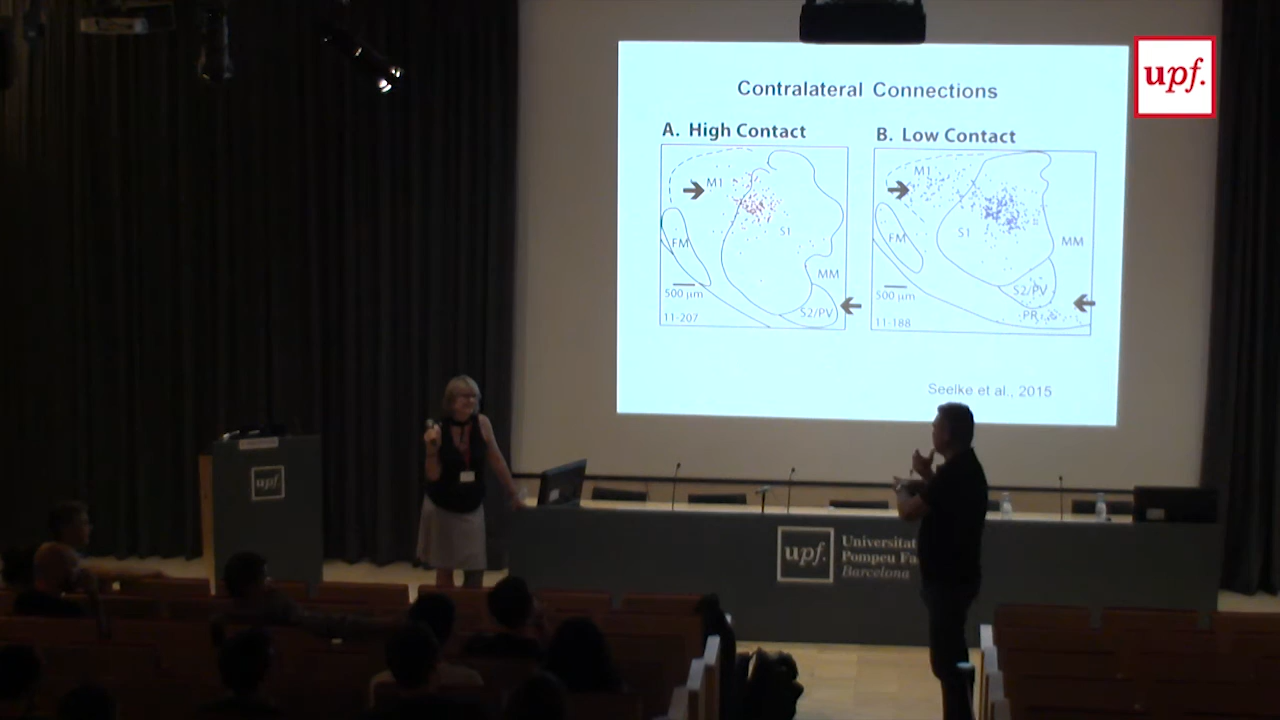 upf.
Contralateral Connections
A. High Contact
B. Low Contact
M1
S1
FM
MM
500 µm
S2/PV
11-207
M1
S1
FM
MM
500 µm
S2/PV
PR
11-188
Seelke et al., 2015
upf.
upf.
Universitat
Pompeu Fa
Barcelona